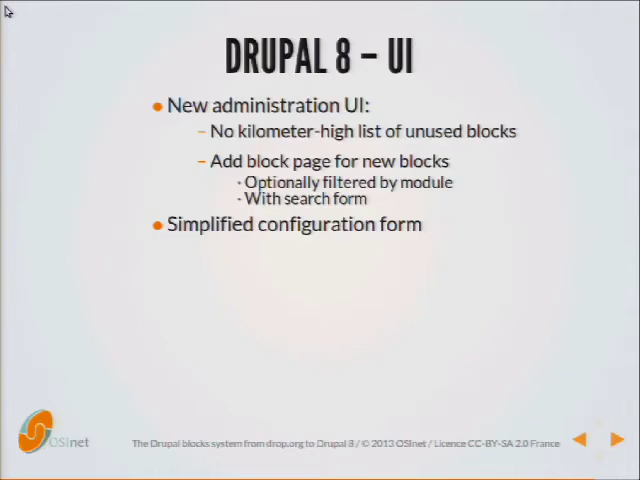 DRUPAL 8 – UI
● New administration UI:
– No kilometer-high list of unused blocks
– Add block page for new blocks
· Optionally filtered by module
· With search form
● Simplified configuration form
OSInet
The Drupal blocks system from drop.org to Drupal 8 / © 2013 OSInet / Licence CC-BY-SA 2.0 France